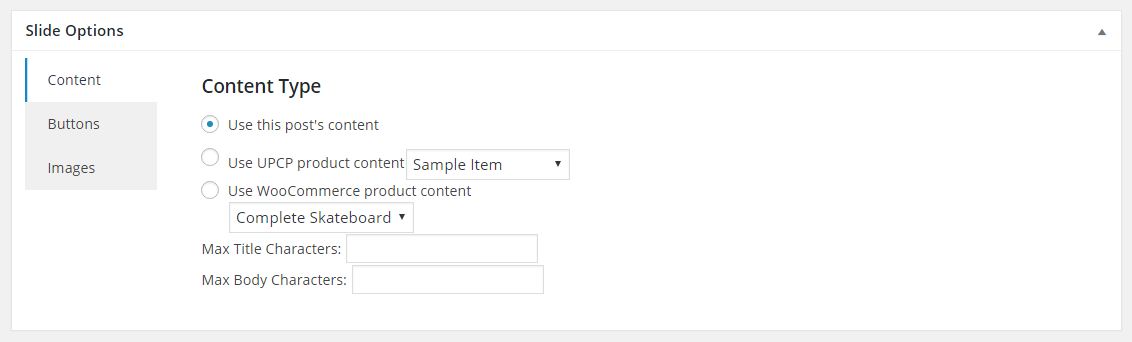 Slide Options
Content
Buttons
Images
Content Type
Use this post's content
Use UPCP product content Sample Item
Use WooCommerce product content
Complete Skateboard
Max Title Characters:
Max Body Characters: